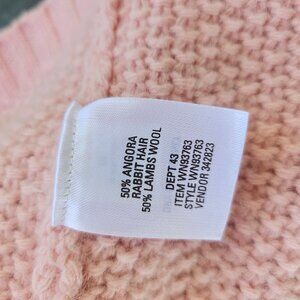 50% ANGORA
RABBIT HAIR
50% LAMBS WOOL
DEPT 43
ITEM WN93763
STYLE WN93763
VENDOR 342823